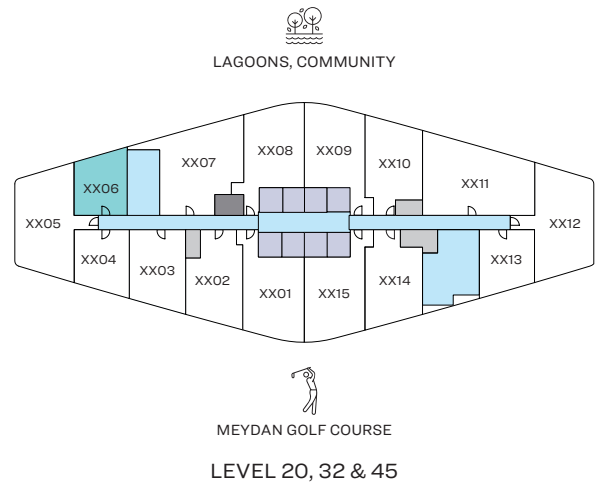 LAGOONS, COMMUNITY
XX08 XX09
XX07 XX10
XX06 XX11
XX05 XX12
XX04 XX03 XX02 XX01 XX15 XX14 XX13
MEYDAN GOLF COURSE
LEVEL 20, 32 & 45